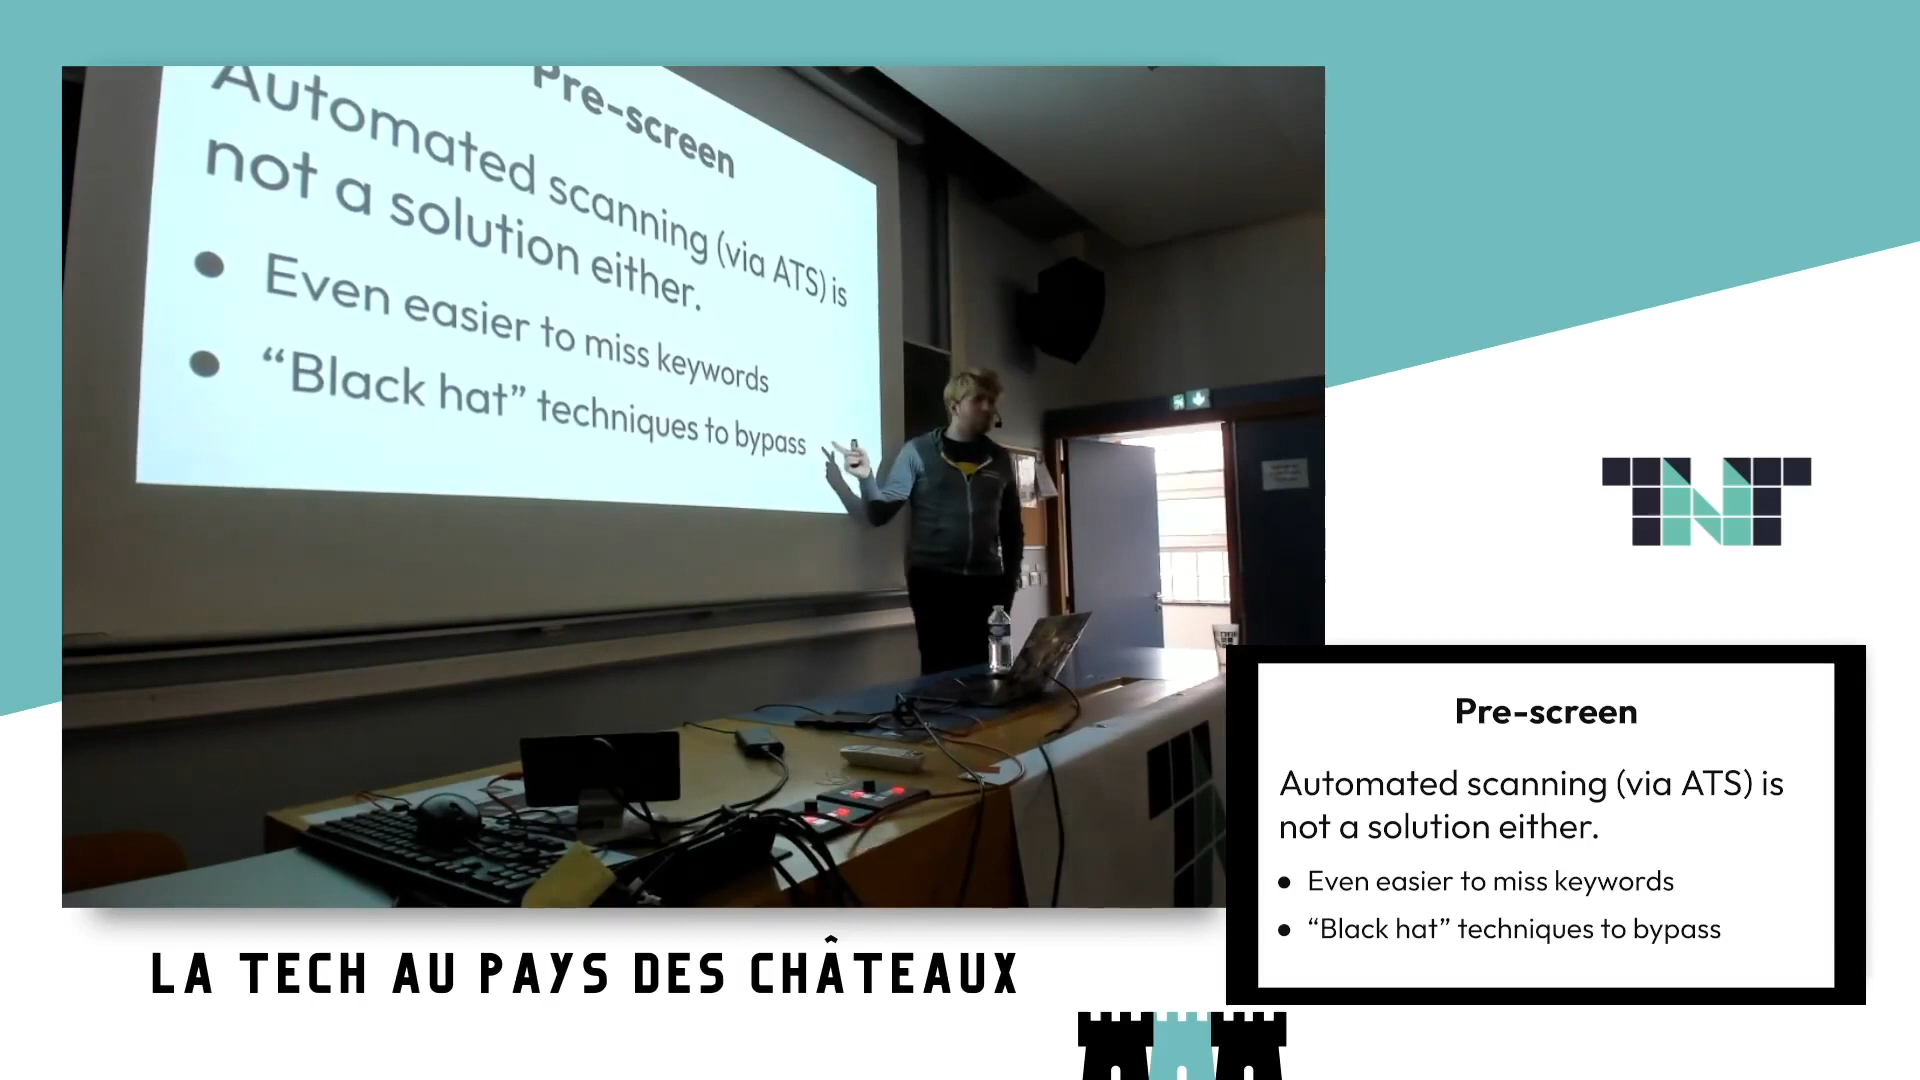 Pre-screen
Automated scanning (via ATS) is
not a solution either.
● Even easier to miss keywords
● “Black hat” techniques to bypass
TNT
Pre-screen
Automated scanning (via ATS) is
not a solution either.
● Even easier to miss keywords
● “Black hat” techniques to bypass
LA TECH AU PAYS DES CHÂTEAUX